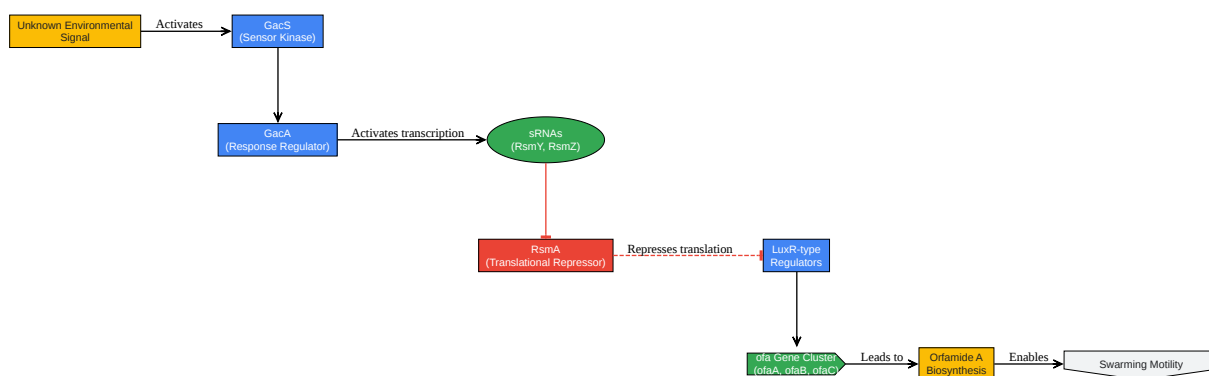 Unknown Environmental
Signal
Activates
GacS
(Sensor Kinase)
GacA
(Response Regulator)
Activates transcription
sRNAs
(RsmY, RsmZ)
RsmA
(Translational Repressor)
Represses translation
LuxR-type
Regulators
ofa Gene Cluster
(ofaA, ofaB, ofaC)
Leads to
Orfamide A
Biosynthesis
Enables
Swarming Motility